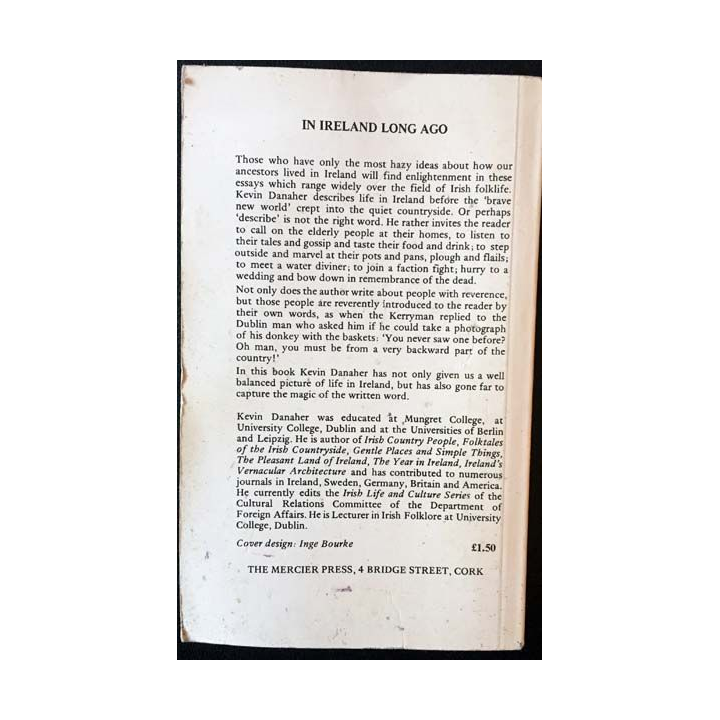 IN IRELAND LONG AGO
Those who have only the most hazy ideas about how our
ancestors lived in Ireland will find enlightenment in these
essays which range widely over the field of Irish folklife.
Kevin Danaher describes life in Ireland before the ‘brave
new world’ crept into the quiet countryside. Or perhaps
‘describe’ is not the right word. He rather invites the reader
to call on the elderly people at their homes, to listen to
their tales and gossip and taste their food and drink; to step
outside and marvel at their pots and pans, plough and flails;
to meet a water diviner; to join a faction fight; hurry to a
wedding and bow down in remembrance of the dead.
Not only does the author write about people with reverence,
but those people are reverently introduced to the reader by
their own words, as when the Kerryman replied to the
Dublin man who asked him if he could take a photograph
of his donkey with the baskets: ‘You never saw one before?
Oh man, you must be from a very backward part of the
country!’
In this book Kevin Danaher has not only given us a well
balanced picture of life in Ireland, but has also gone far to
capture the magic of the written word.
Kevin Danaher was educated at Mungret College, at
University College, Dublin and at the Universities of Berlin
and Leipzig. He is author of Irish Country People, Folktales
of the Irish Countryside, Gentle Places and Simple Things,
The Pleasant Land of Ireland, The Year in Ireland, Ireland's
Vernacular Architecture and has contributed to numerous
journals in Ireland, Sweden, Germany, Britain and America.
He currently edits the Irish Life and Culture Series of the
Cultural Relations Committee of the Department of
Foreign Affairs. He is Lecturer in Irish Folklore at University
College, Dublin.
Cover design: Inge Bourke
£1.50
THE MERCIER PRESS, 4 BRIDGE STREET, CORK